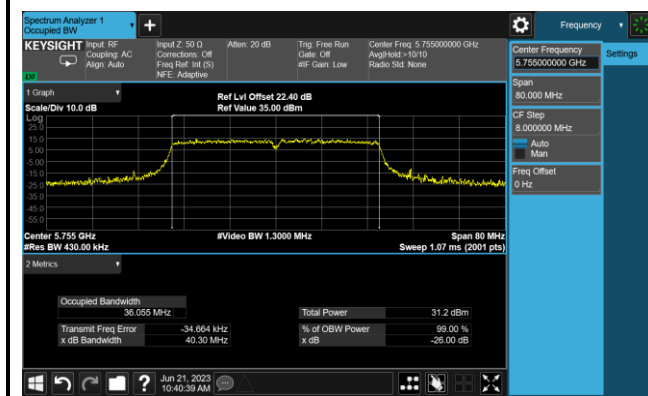 Spectrum Analyzer 1
Occupied BW
+
Frequency
KEYSIGHT
Input: RF
Coupling: AC
Align: Auto
Input Z: 50 Ω
Corrections: Off
Freq Ref: Int (S)
NFE: Adaptive
Atten: 20 dB
Trig: Free Run
Gate: Off
#IF Gain: Low
Center Freq: 5.755000000 GHz
Avg|Hold:>10/10
Radio Std: None
Center Frequency
5.755000000 GHz
Settings
Span
80.000 MHz
CF Step
8.000000 MHz
Auto
Man
Freq Offset
0 Hz
1 Graph
Scale/Div 10.0 dB
Ref Lvl Offset 22.40 dB
Ref Value 35.00 dBm
Log
25.0
15.0
5.00
-5.00
-15.0
-25.0
-35.0
-45.0
-55.0
Center 5.755 GHz
#Video BW 1.3000 MHz
Span 80 MHz
#Res BW 430.00 kHz
Sweep 1.07 ms (2001 pts)
2 Metrics
Occupied Bandwidth
36.055 MHz
Total Power 31.2 dBm
Transmit Freq Error -34.664 kHz
% of OBW Power 99.00 %
x dB Bandwidth 40.30 MHz
x dB -26.00 dB
?
Jun 21, 2023
10:40:39 AM